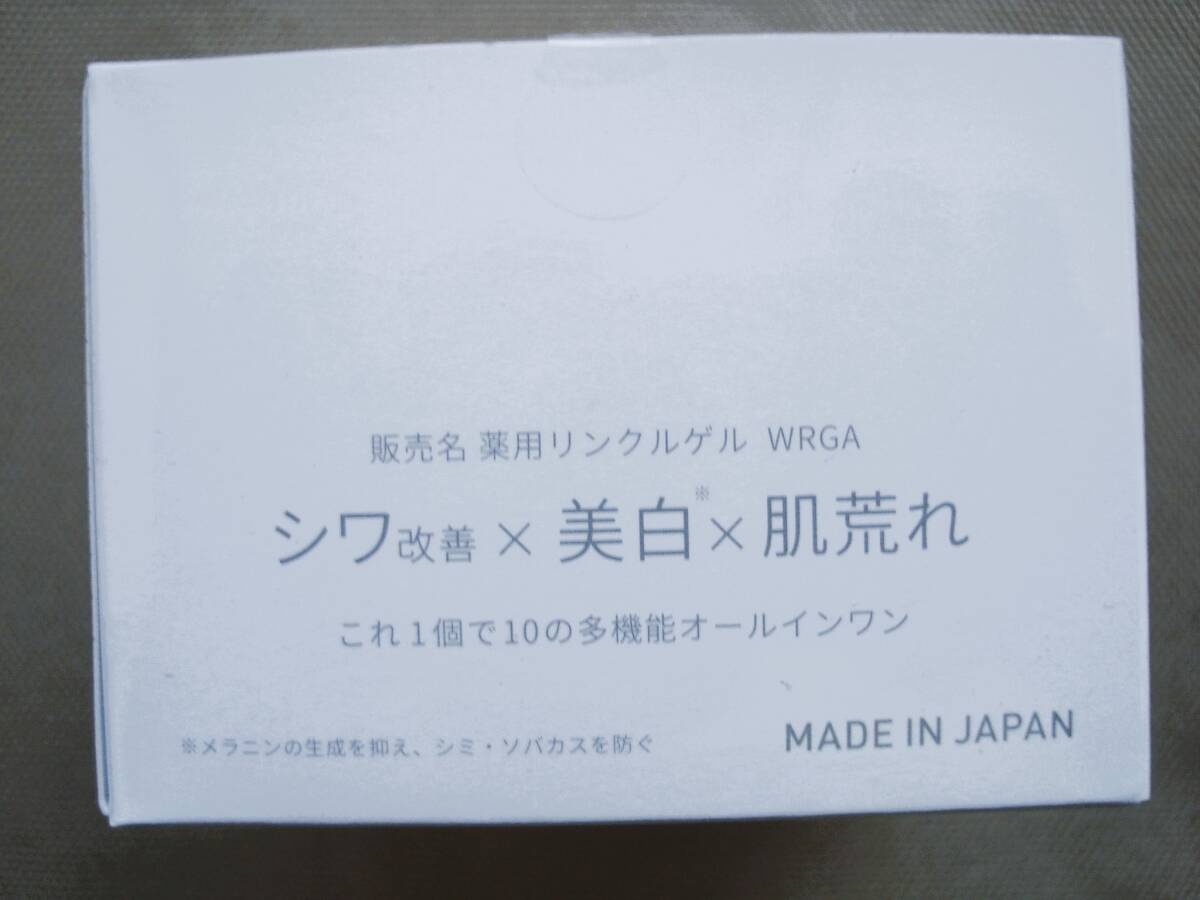 販売名 薬用リンクルゲル WRGA
シワ改善×美白※×肌荒れ
これ1個で10の多機能オールインワン
※メラニンの生成を抑え、シミ・ソバカスを防ぐ
MADE IN JAPAN